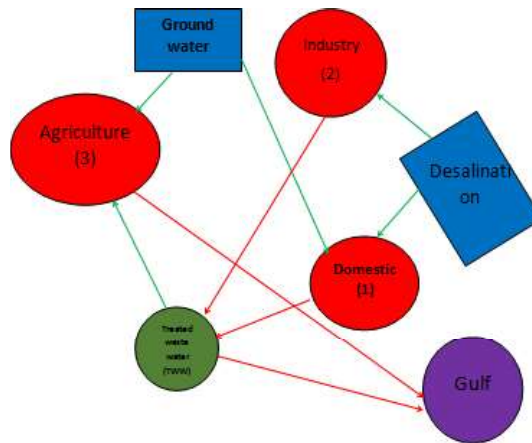 Ground
water
Industry
(2)
Agriculture
(3)
Desalinati
on
Domestic
(1)
Treated
waste
water
(TWW)
Gulf